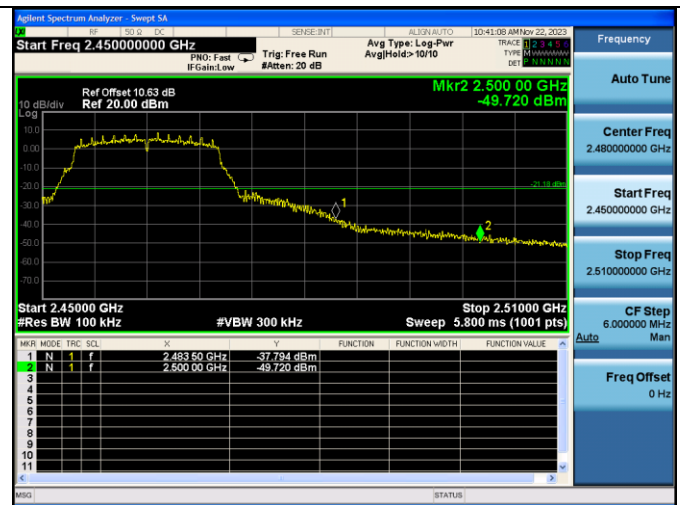 Agilent Spectrum Analyzer - Swept SA
RF 50 Ω DC SENSE:INT ALIGN AUTO 10:41:08 AM Nov 22, 2023
Start Freq 2.450000000 GHz
PNO: Fast
IFGain:Low
Trig: Free Run
#Atten: 20 dB
Avg Type: Log-Pwr
Avg|Hold:>10/10
TRACE 1 2 3 4 5 6
TYPE M
DET P N N N N N
Ref Offset 10.63 dB
10 dB/div Ref 20.00 dBm
Log
Mkr2 2.500 00 GHz
-49.720 dBm
10.0
0.00
-10.0
-20.0
-30.0
-40.0
-50.0
-60.0
-70.0
-21.18 dBm
1
2
Start 2.45000 GHz Stop 2.51000 GHz
#Res BW 100 kHz #VBW 300 kHz Sweep 5.800 ms (1001 pts)
MKR MODE TRC SCL X Y FUNCTION FUNCTION WIDTH FUNCTION VALUE
1 N 1 f 2.483 50 GHz -37.794 dBm
2 N 1 f 2.500 00 GHz -49.720 dBm
3
4
5
6
7
8
9
10
11
MSG STATUS
Frequency
Auto Tune
Center Freq
2.480000000 GHz
Start Freq
2.450000000 GHz
Stop Freq
2.510000000 GHz
CF Step
6.000000 MHz
Auto Man
Freq Offset
0 Hz